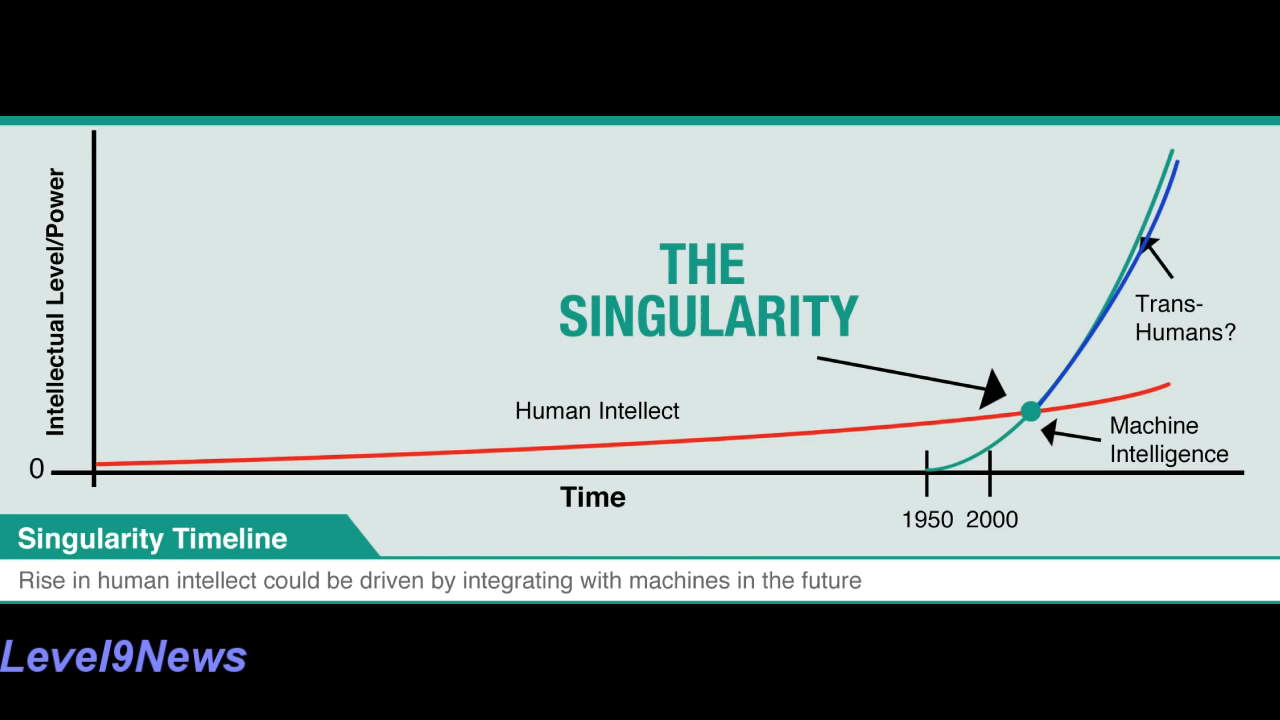 Intellectual Level/Power
THE
SINGULARITY
Trans-
Humans?
Human Intellect
Machine
Intelligence
0
Time
1950 2000
Singularity Timeline
Rise in human intellect could be driven by integrating with machines in the future
Level9News